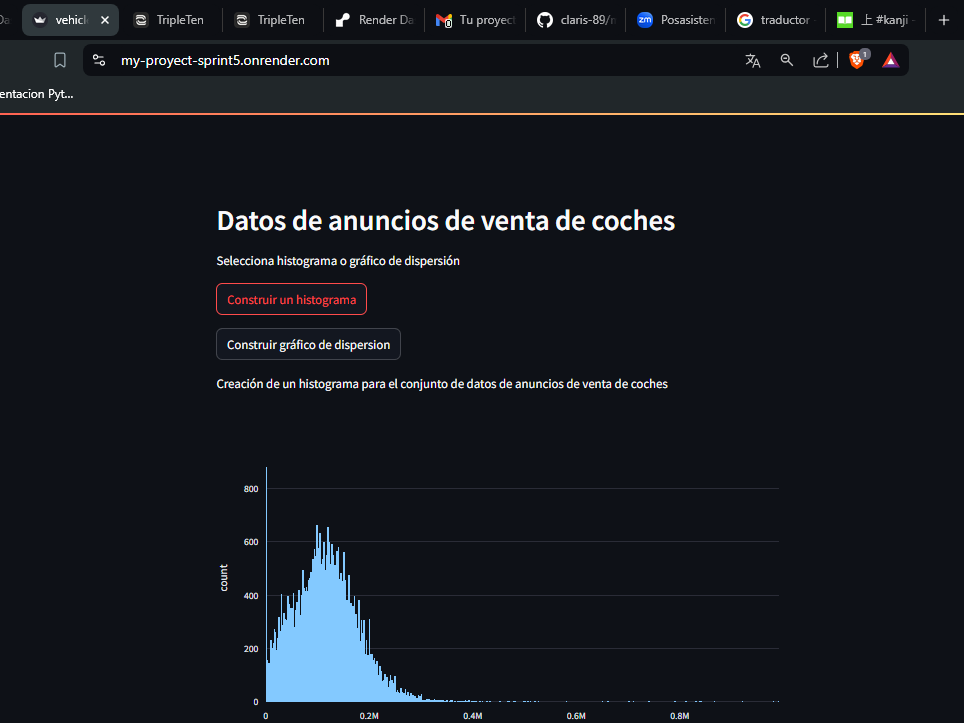 vehicl
TripleTen
TripleTen
Render Da
Tu proyect
claris-89/n
Posasisten
traductor
上 #kanji -
my-proyect-sprint5.onrender.com
1
entacion Pyt...
Datos de anuncios de venta de coches
Selecciona histograma o gráfico de dispersión
Construir un histograma
Construir gráfico de dispersion
Creación de un histograma para el conjunto de datos de anuncios de venta de coches
800
600
400
200
0
count
0
0.2M
0.4M
0.6M
0.8M